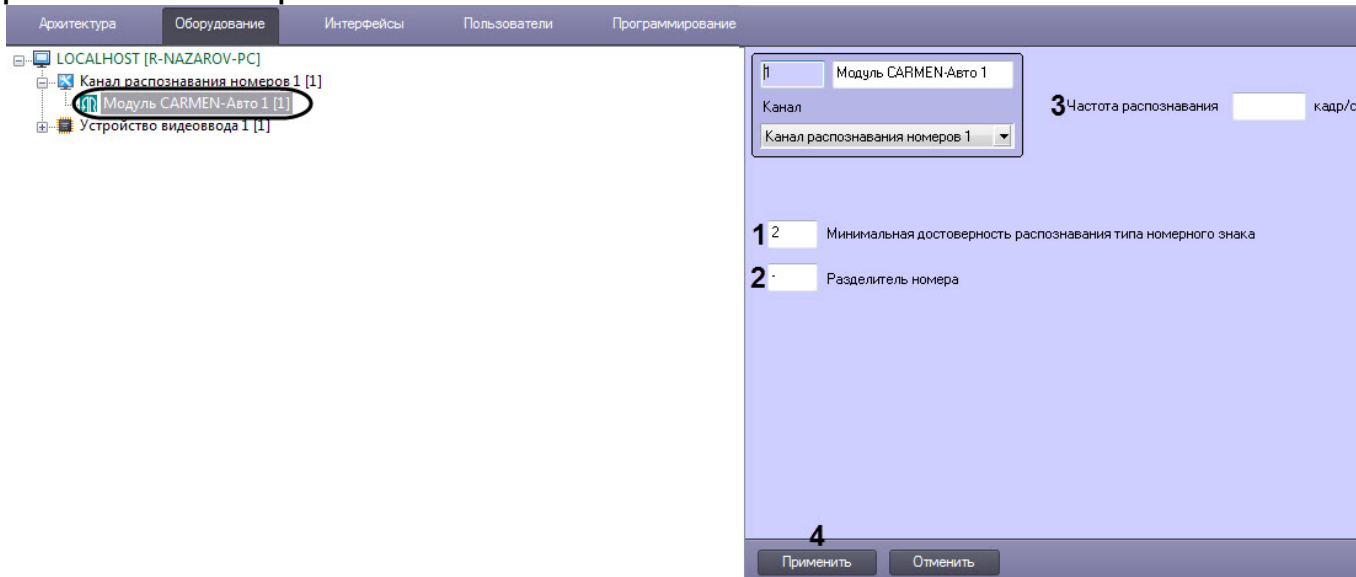 Архитектура Оборудование Интерфейсы Пользователи Программирование
LOCALHOST [R-NAZAROV-PC]
Канал распознавания номеров 1 [1]
Модуль CARMEN-Авто 1 [1]
Устройство видеоввода 1 [1]
1 Модуль CARMEN-Авто 1
Канал
Канал распознавания номеров 1
3 Частота распознавания кадр/с
1 2 Минимальная достоверность распознавания типа номерного знака
2 - Разделитель номера
4
Применить Отменить